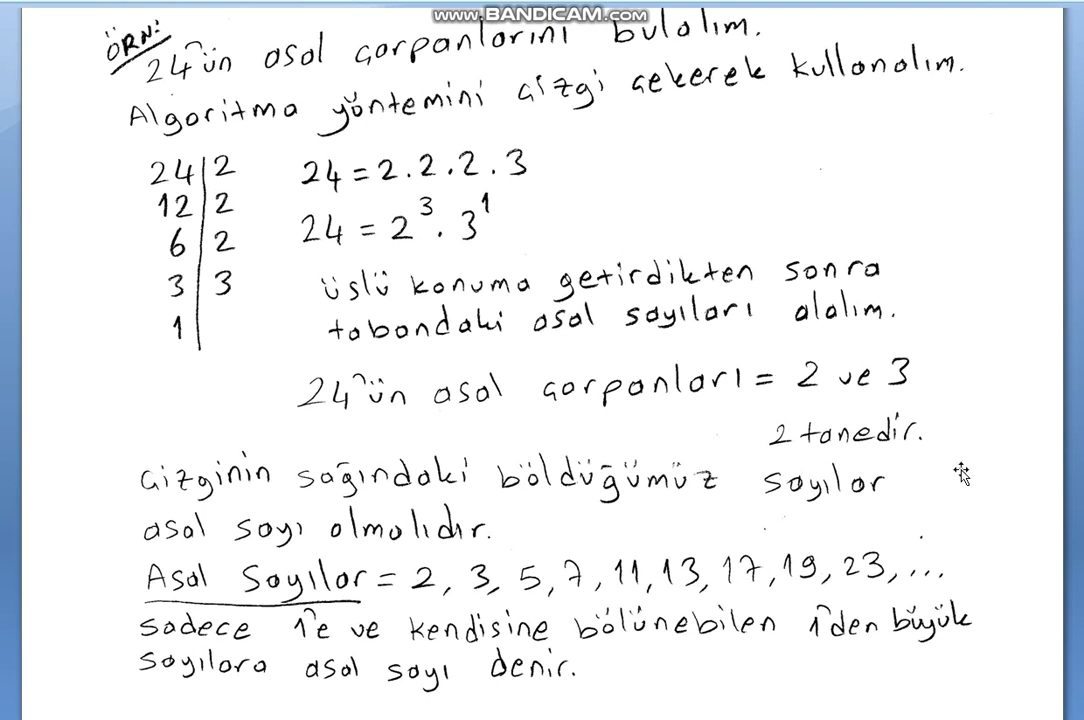 www.BANDICAM.com
ÖRN:
24'ün asal çarpanlarını bulalım.
Algoritma yöntemini çizgi çekerek kullanalım.
24 | 2 24 = 2.2.2.3
12 | 2
6 | 2 24 = 2³.3¹
3 | 3 üslü konuma getirdikten sonra
1 | tabandaki asal sayıları alalım.
24'ün asal çarpanları = 2 ve 3
2 tanedir.
Çizginin sağındaki böldüğümüz sayılar
asal sayı olmalıdır.
Asal Sayılar = 2, 3, 5, 7, 11, 13, 17, 19, 23, ...
sadece 1'e ve kendisine bölünebilen 1'den büyük
sayılara asal sayı denir.